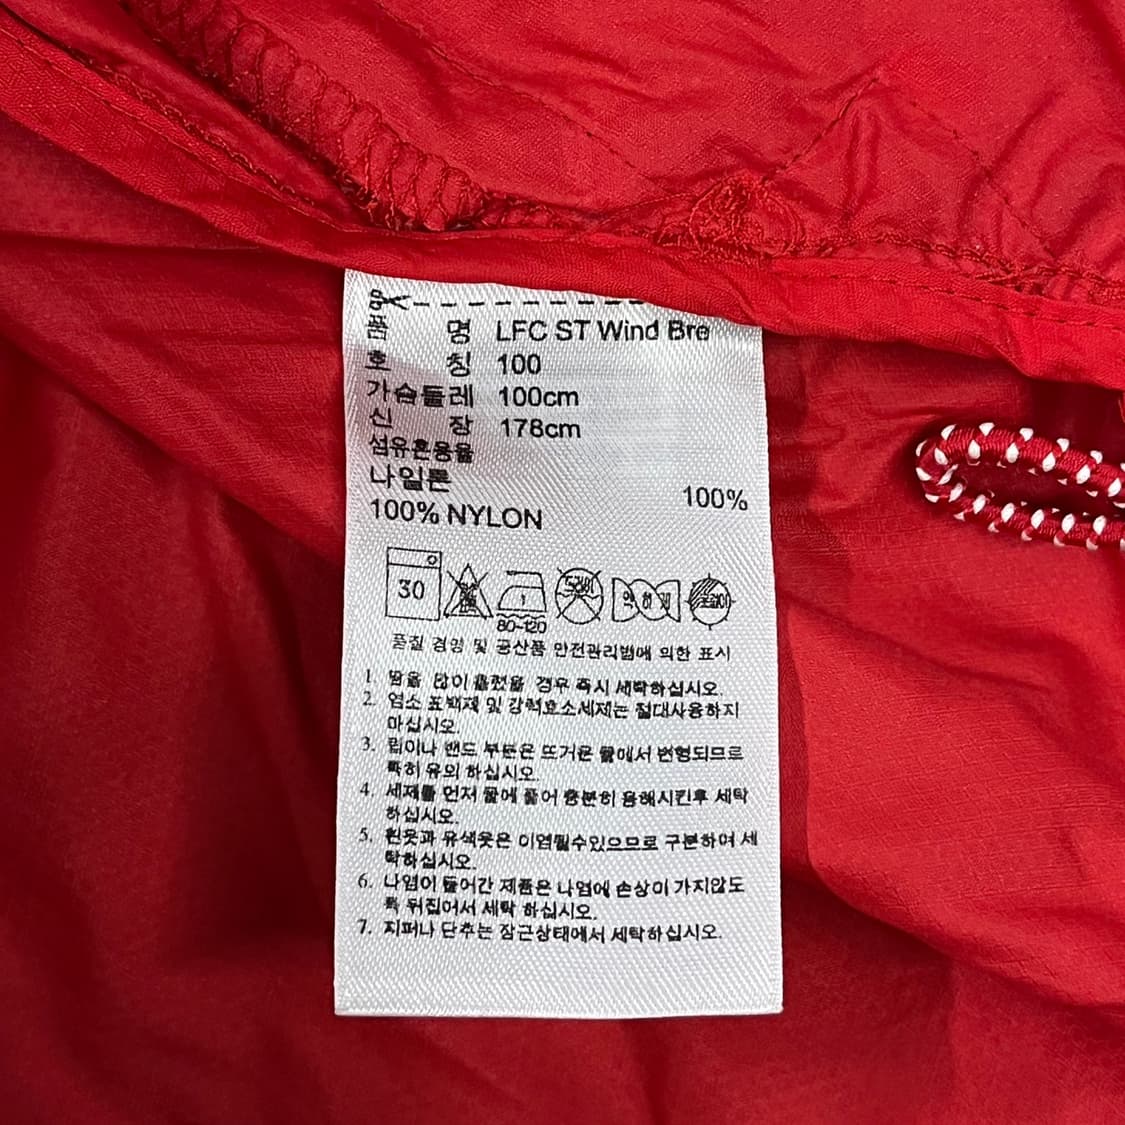 품 명 LFC ST Wind Bre
호 칭 100
가슴둘레 100cm
신 장 178cm
섬유혼용율
나일론 100%
100% NYLON
30
1
80~120
드라이
약하게
품질 경영 및 공산품 안전관리법에 의한 표시
1. 땀을 많이 흘렸을 경우 즉시 세탁하십시오.
2. 염소 표백제 및 강력효소세제는 절대사용하지
마십시오.
3. 립이나 밴드 부분은 뜨거운 물에서 변형되므로
특히 유의 하십시오.
4. 세제를 먼저 물에 풀어 충분히 용해시킨후 세탁
하십시오.
5. 흰옷과 유색옷은 이염될수있으므로 구분하여 세
탁하십시오.
6. 나염이 들어간 제품은 나염에 손상이 가지않도
록 뒤집어서 세탁 하십시오.
7. 지퍼나 단추는 잠근상태에서 세탁하십시오.